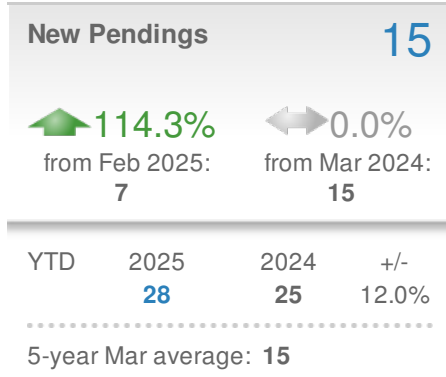 New Pendings 15
114.3% 0.0%
from Feb 2025: from Mar 2024:
7 15
YTD 2025 2024 +/-
28 25 12.0%
5-year Mar average: 15